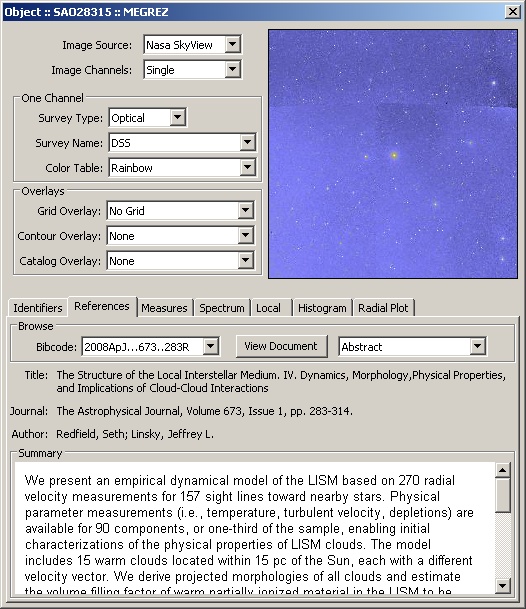 Object :: SAO28315 :: MEGREZ
Image Source: Nasa SkyView
Image Channels: Single
One Channel
Survey Type: Optical
Survey Name: DSS
Color Table: Rainbow
Overlays
Grid Overlay: No Grid
Contour Overlay: None
Catalog Overlay: None
Identifiers References Measures Spectrum Local Histogram Radial Plot
Browse
Bibcode: 2008ApJ...673..283R View Document Abstract
Title: The Structure of the Local Interstellar Medium. IV. Dynamics, Morphology,Physical Properties,
and Implications of Cloud-Cloud Interactions
Journal: The Astrophysical Journal, Volume 673, Issue 1, pp. 283-314.
Author: Redfield, Seth; Linsky, Jeffrey L.
Summary
We present an empirical dynamical model of the LISM based on 270 radial
velocity measurements for 157 sight lines toward nearby stars. Physical
parameter measurements (i.e., temperature, turbulent velocity, depletions) are
available for 90 components, or one-third of the sample, enabling initial
characterizations of the physical properties of LISM clouds. The model
includes 15 warm clouds located within 15 pc of the Sun, each with a different
velocity vector. We derive projected morphologies of all clouds and estimate
the volume filling factor of warm partially ionized material in the LISM to be